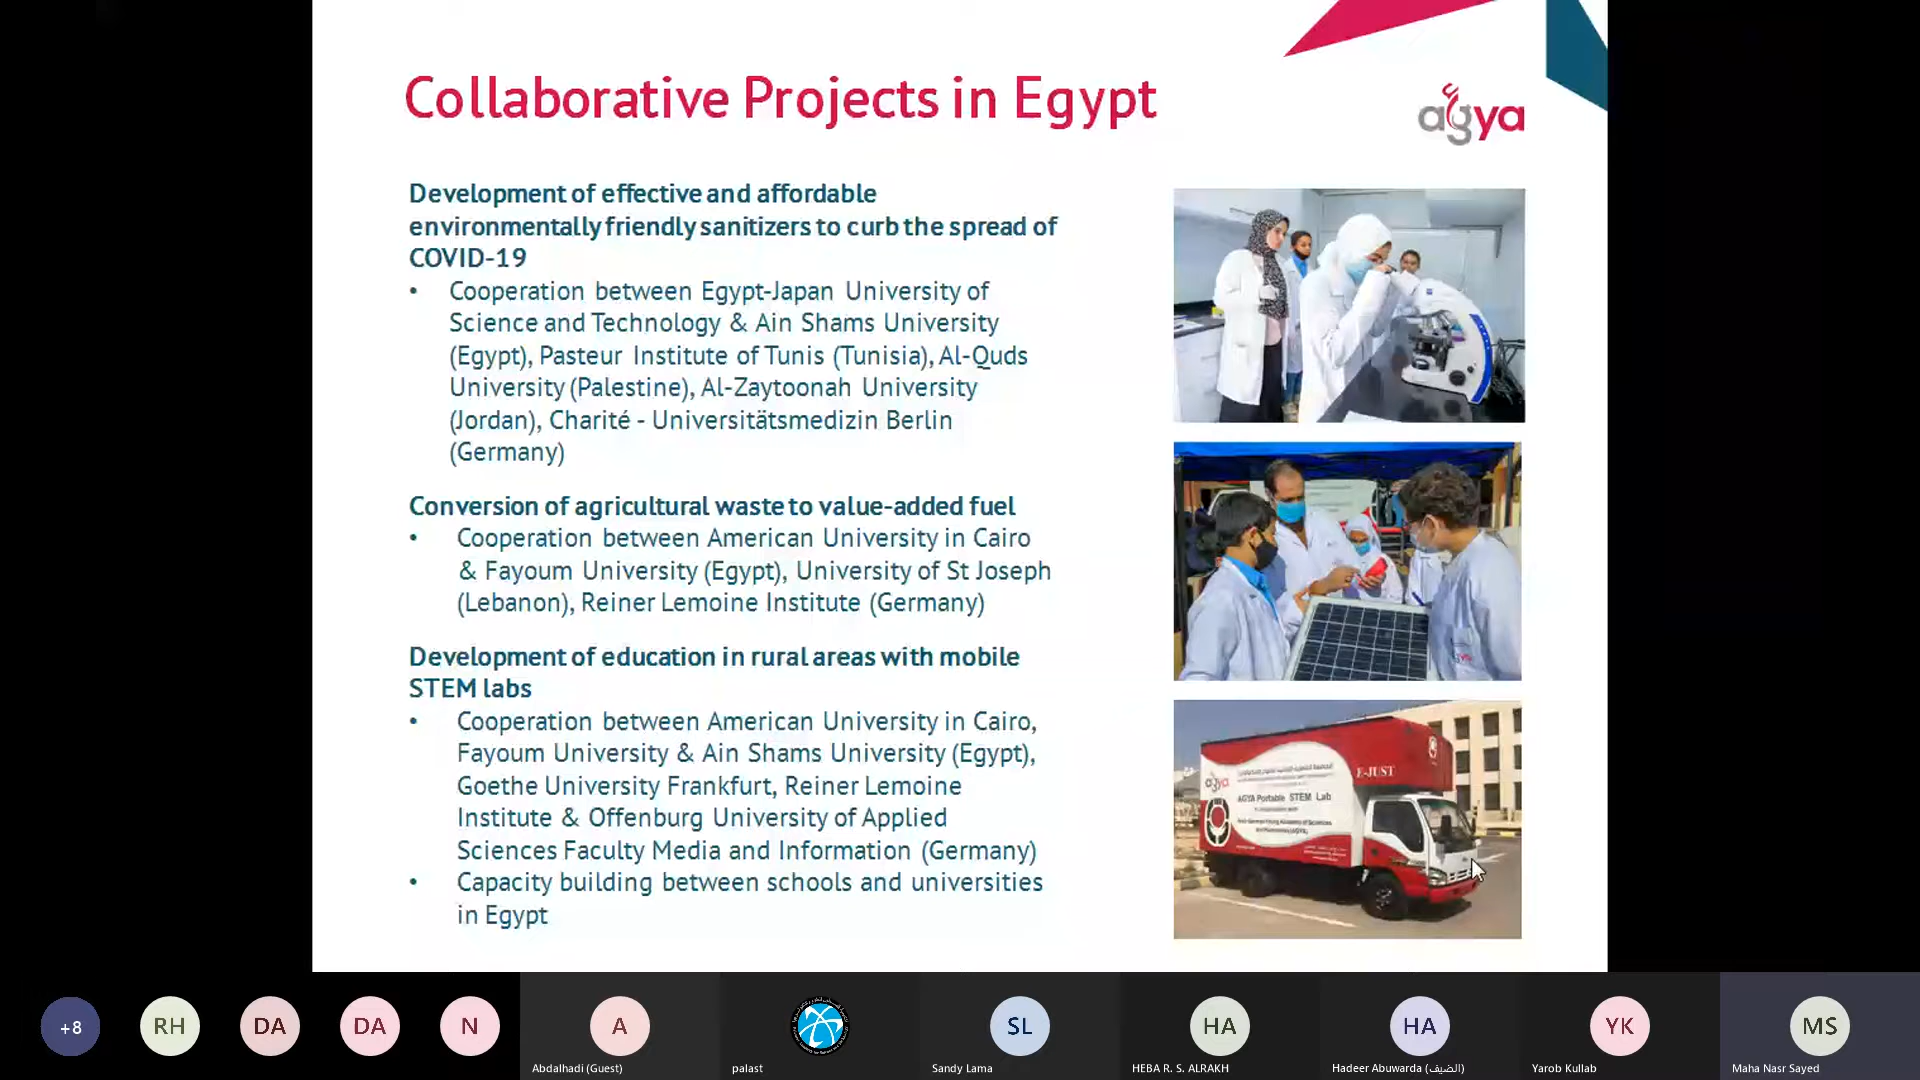 Collaborative Projects in Egypt
agya
Development of effective and affordable
environmentally friendly sanitizers to curb the spread of
COVID-19
• Cooperation between Egypt-Japan University of
Science and Technology & Ain Shams University
(Egypt), Pasteur Institute of Tunis (Tunisia), Al-Quds
University (Palestine), Al-Zaytoonah University
(Jordan), Charité - Universitätsmedizin Berlin
(Germany)
Conversion of agricultural waste to value-added fuel
• Cooperation between American University in Cairo
& Fayoum University (Egypt), University of St Joseph
(Lebanon), Reiner Lemoine Institute (Germany)
Development of education in rural areas with mobile
STEM labs
• Cooperation between American University in Cairo,
Fayoum University & Ain Shams University (Egypt),
Goethe University Frankfurt, Reiner Lemoine
Institute & Offenburg University of Applied
Sciences Faculty Media and Information (Germany)
• Capacity building between schools and universities
in Egypt
E-JUST
agya
AGYA Portable STEM Lab
+8
RH
DA
DA
N
A
SL
HA
HA
YK
MS
Abdalhadi (Guest)
palast
Sandy Lama
HEBA R. S. ALRAKH
Hadeer Abuwarda (الضيف)
Yarob Kullab
Maha Nasr Sayed